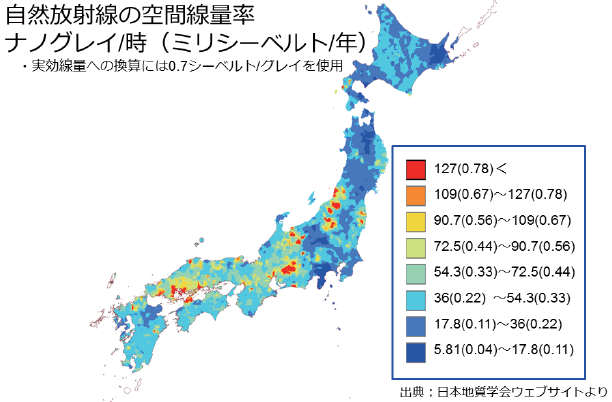 自然放射線の空間線量率
ナノグレイ/時（ミリシーベルト/年）
・実効線量への換算には0.7シーベルト/グレイを使用
127(0.78)＜
109(0.67)～127(0.78)
90.7(0.56)～109(0.67)
72.5(0.44)～90.7(0.56)
54.3(0.33)～72.5(0.44)
36(0.22) ～54.3(0.33)
17.8(0.11)～36(0.22)
5.81(0.04)～17.8(0.11)
出典：日本地質学会ウェブサイトより